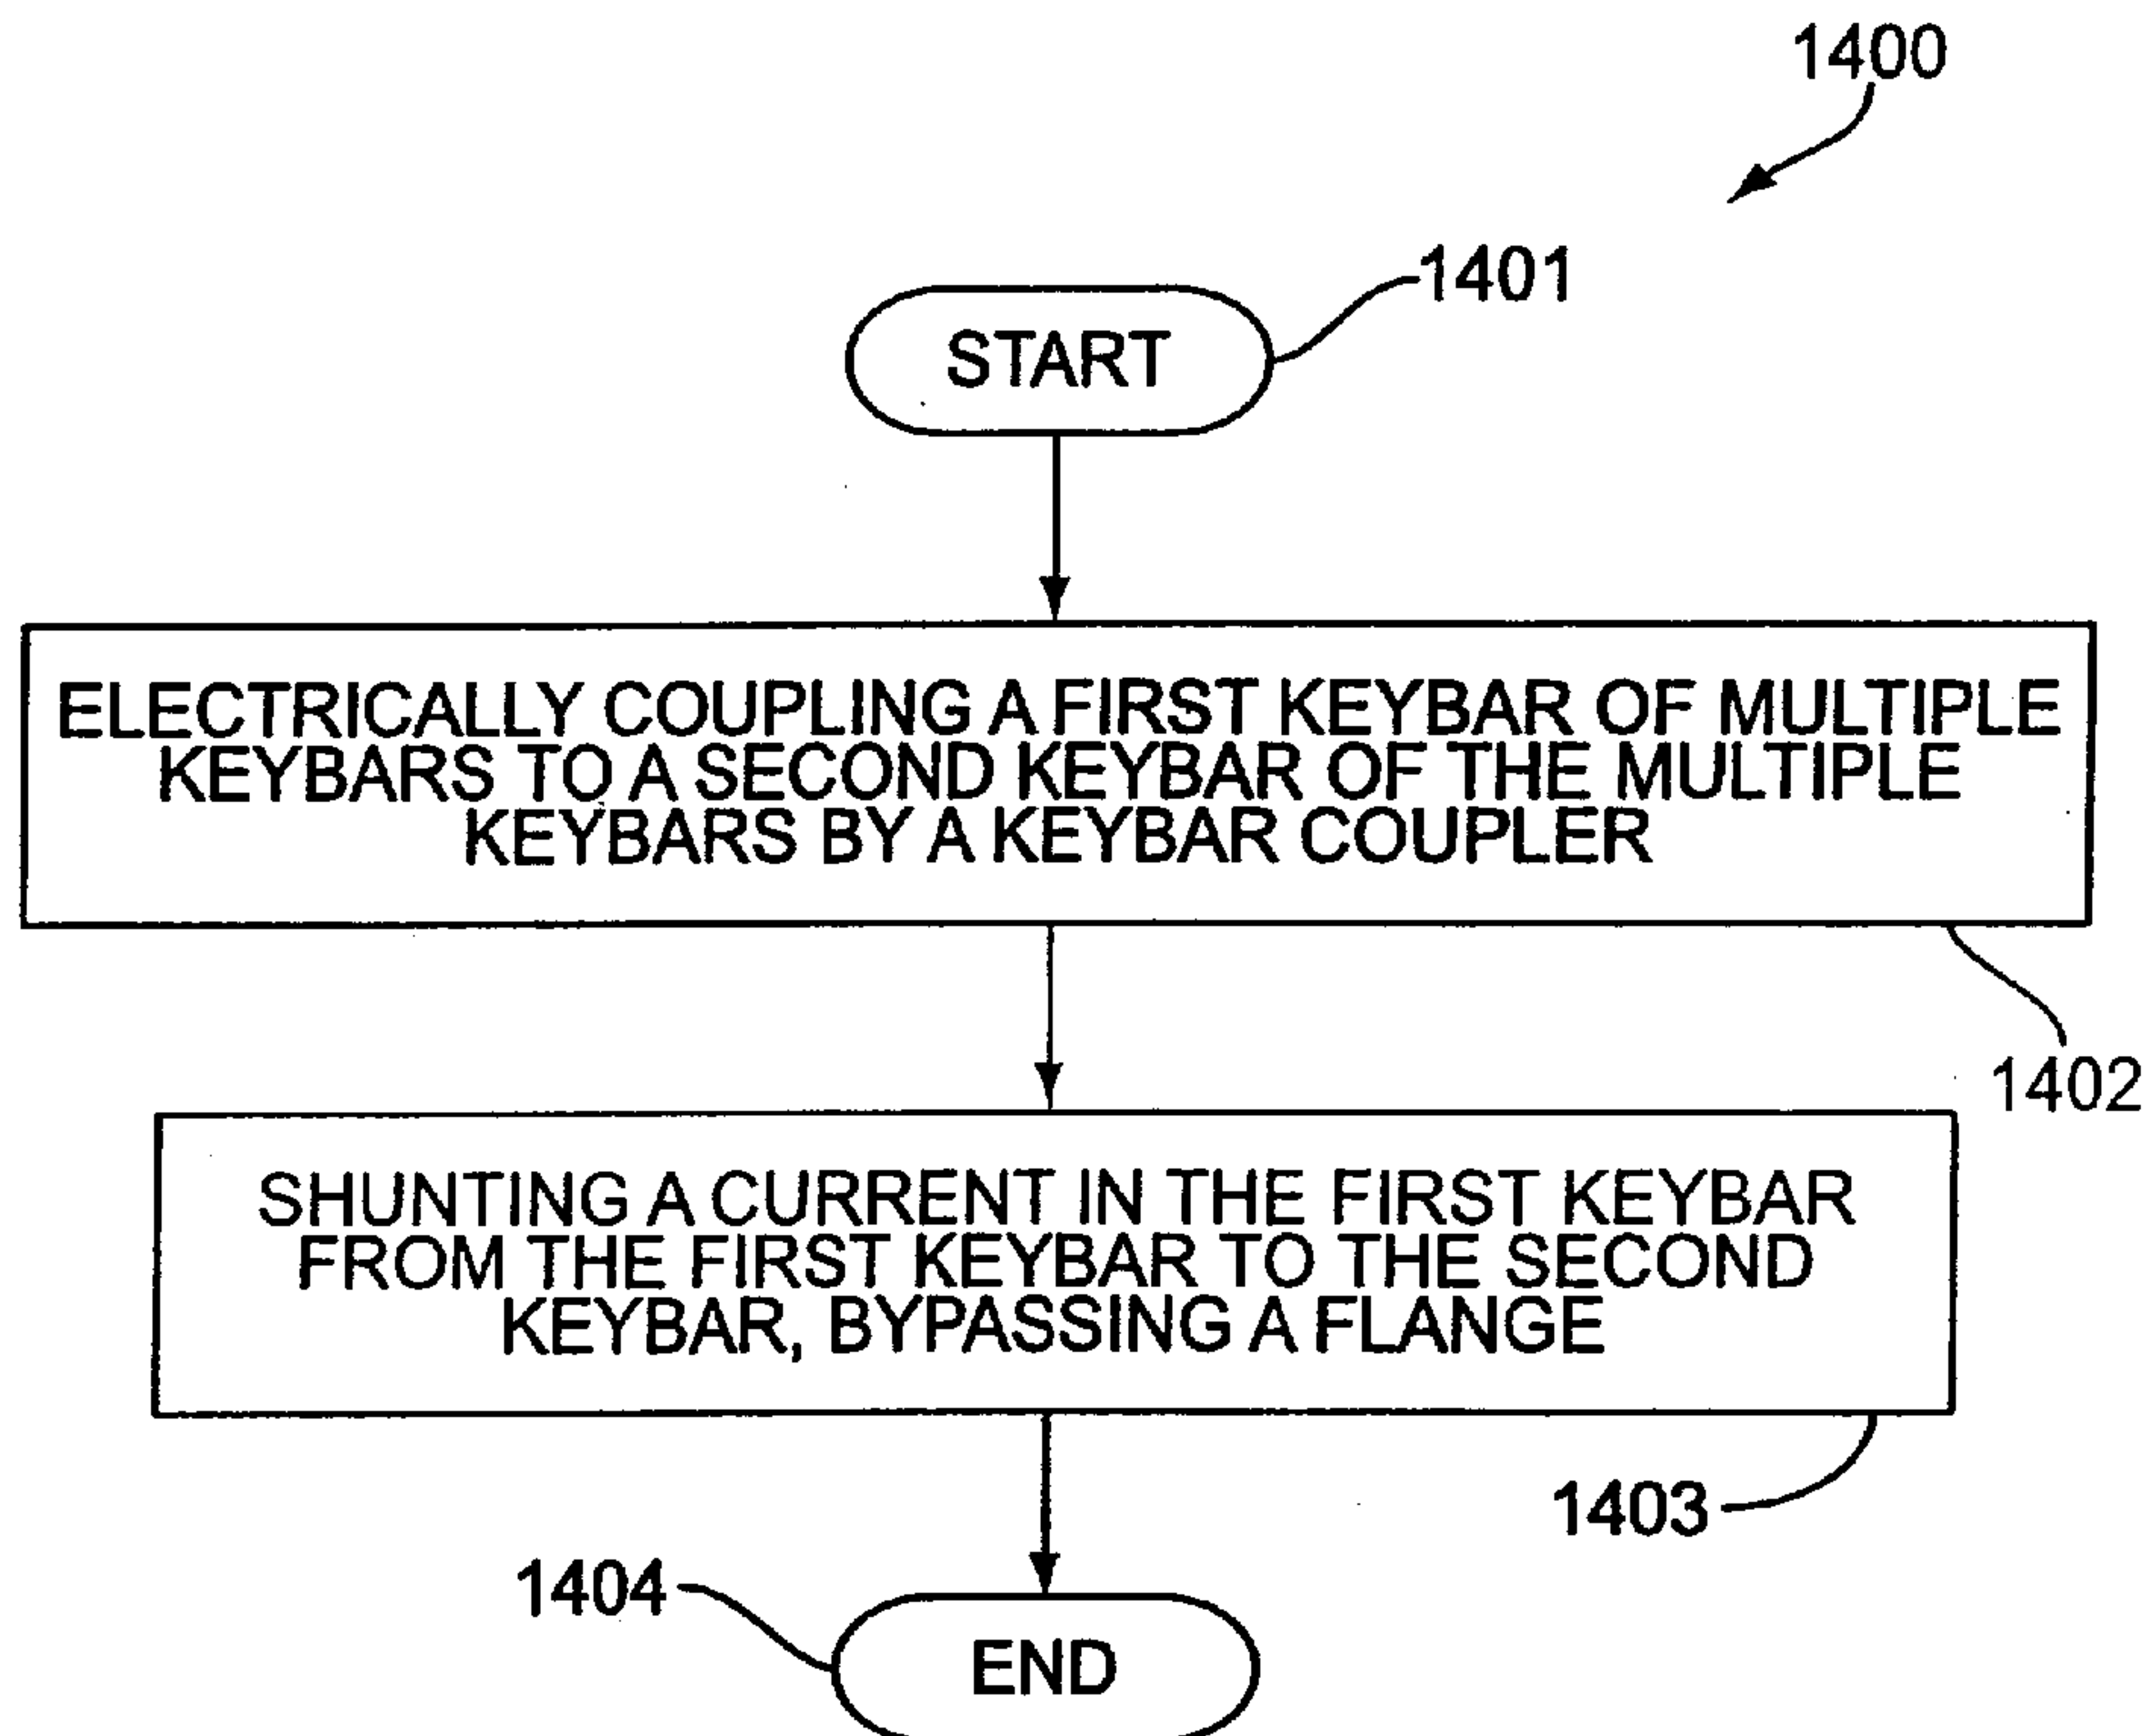 1400
1401
START
ELECTRICALLY COUPLING A FIRST KEYBAR OF MULTIPLE
KEYBARS TO A SECOND KEYBAR OF THE MULTIPLE
KEYBARS BY A KEYBAR COUPLER
1402
SHUNTING A CURRENT IN THE FIRST KEYBAR
FROM THE FIRST KEYBAR TO THE SECOND
KEYBAR, BYPASSING A FLANGE
1403
1404
END